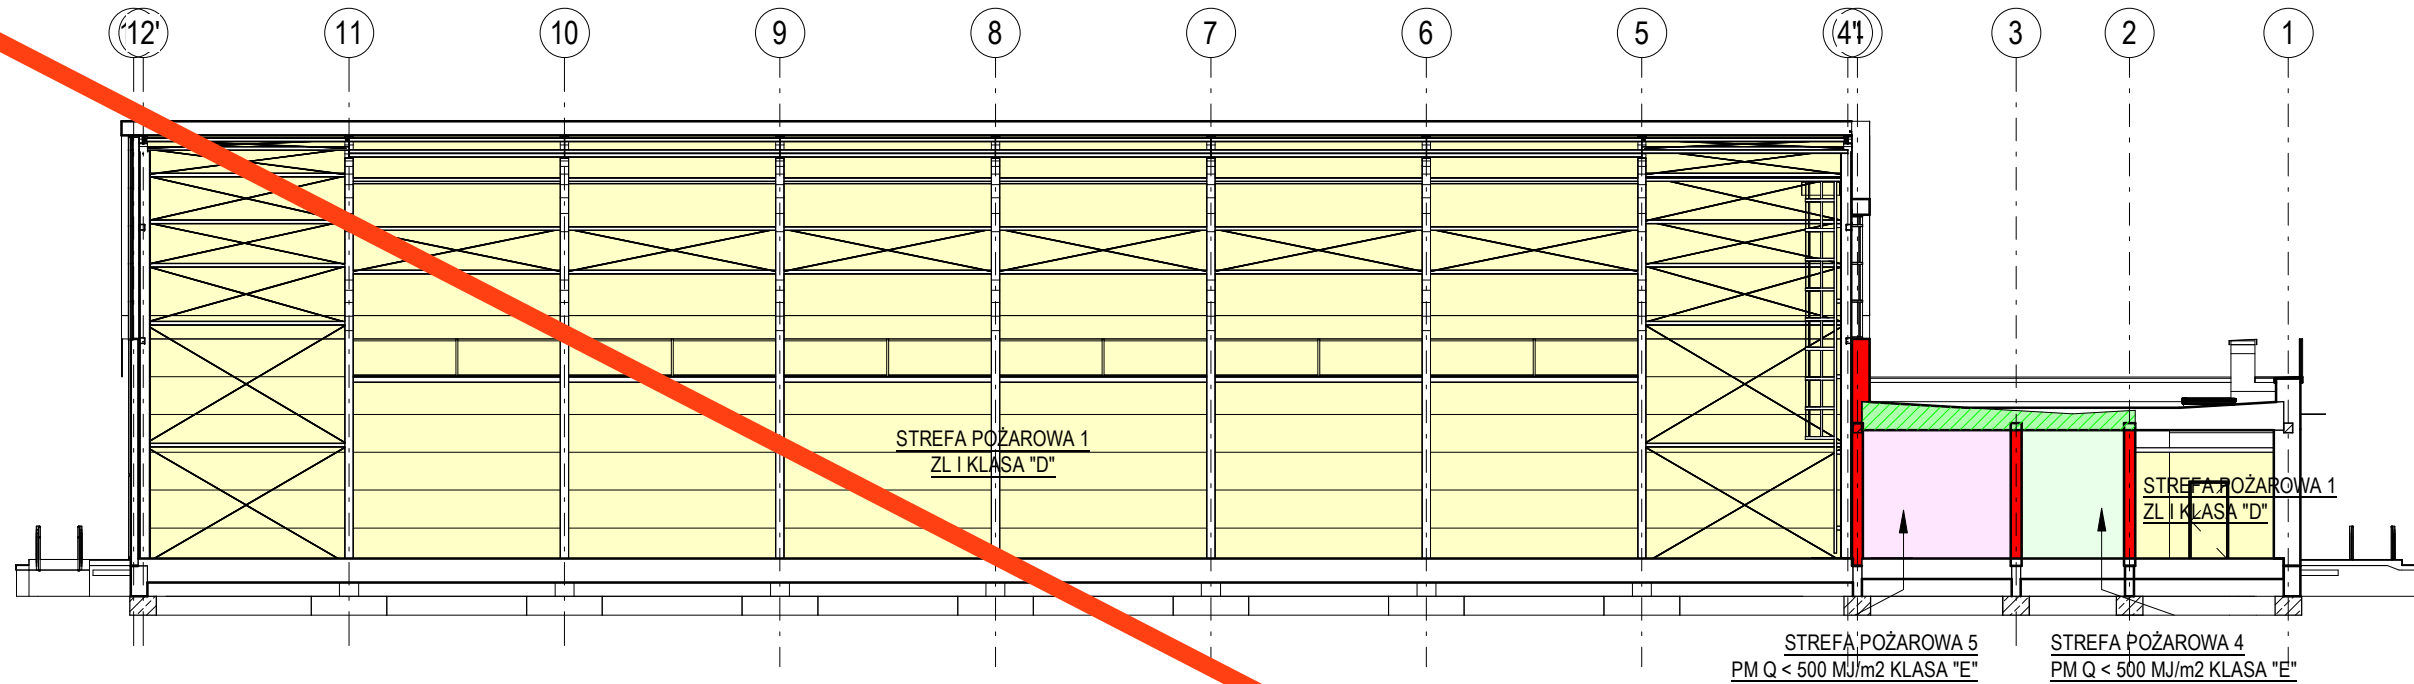 12'
11
10
9
8
7
6
5
4'
4
3
2
1
STREFA POŻAROWA 1
ZL I KLASA "D"
STREFA POŻAROWA 1
ZL I KLASA "D"
STREFA POŻAROWA 5
PM Q < 500 MJ/m2 KLASA "E"
STREFA POŻAROWA 4
PM Q < 500 MJ/m2 KLASA "E"